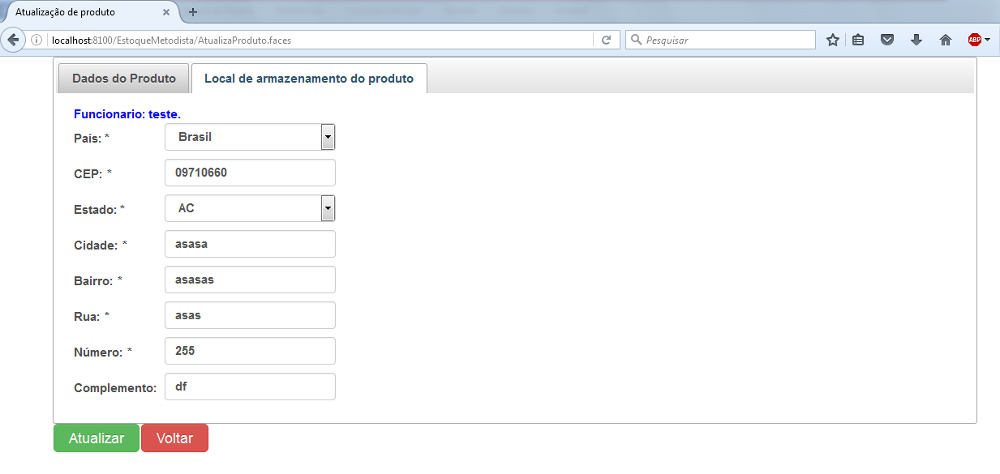 Atualização de produto
localhost:8100/EstoqueMetodista/AtualizaProduto.faces
Pesquisar
ABP
Dados do Produto
Local de armazenamento do produto
Funcionario: teste.
País: * Brasil
CEP: * 09710660
Estado: * AC
Cidade: * asasa
Bairro: * asasas
Rua: * asas
Número: * 255
Complemento: df
Atualizar Voltar